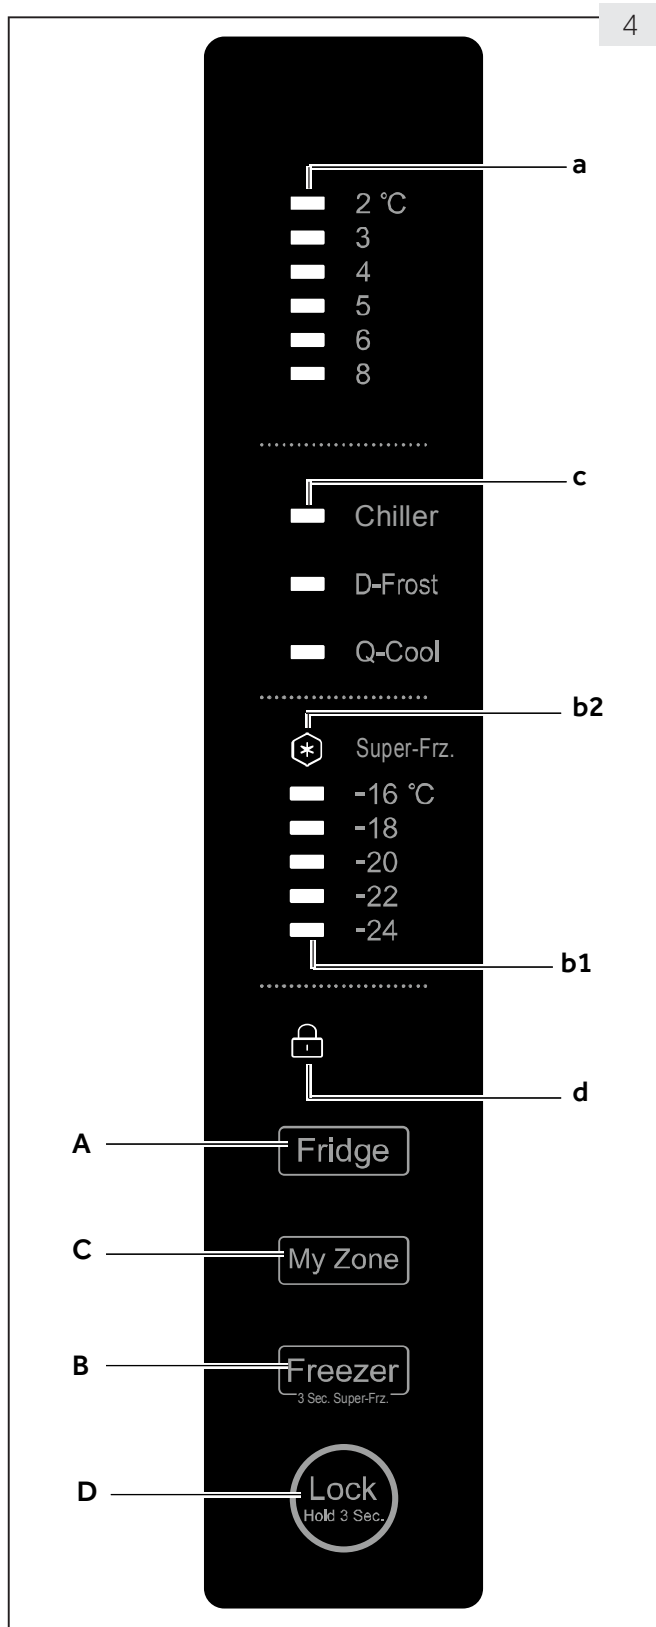 4
a
2 °C
3
4
5
6
8
c
Chiller
D-Frost
Q-Cool
b2
Super-Frz.
-16 °C
-18
-20
-22
-24
b1
d
A
Fridge
C
My Zone
B
Freezer
3 Sec. Super-Frz.
D
Lock
Hold 3 Sec.